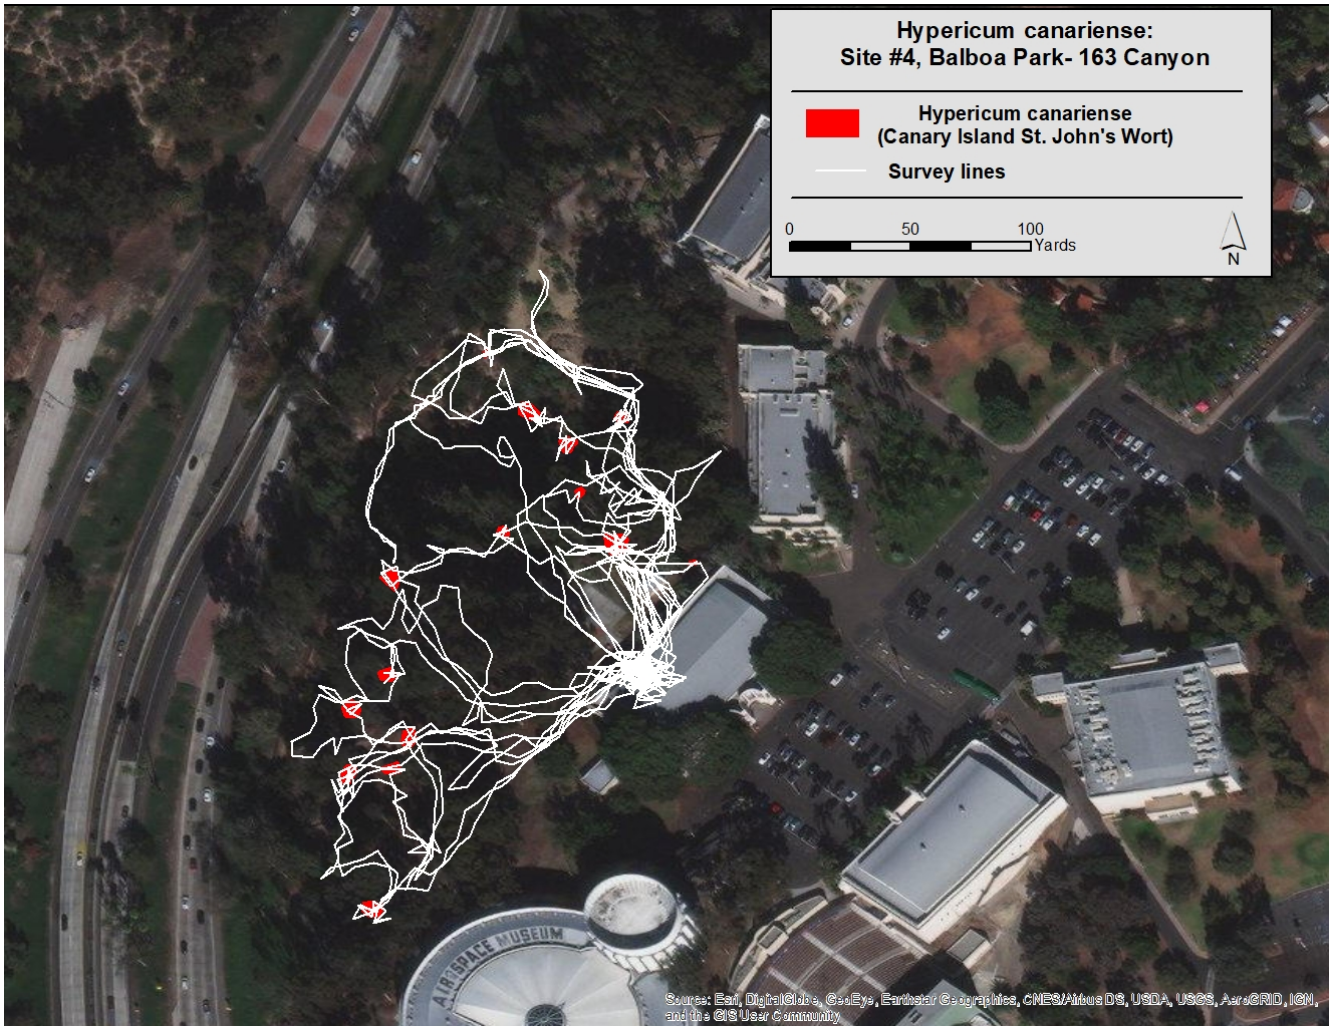 Hypericum canariense:
Site #4, Balboa Park- 163 Canyon
Hypericum canariense
(Canary Island St. John's Wort)
Survey lines
0 50 100
Yards
N
AIR SPACE MUSEUM
Source: Esri, DigitalGlobe, GeoEye, Earthstar Geographics, CNES/Airbus DS, USDA, USGS, AeroGRID, IGN,
and the GIS User Community